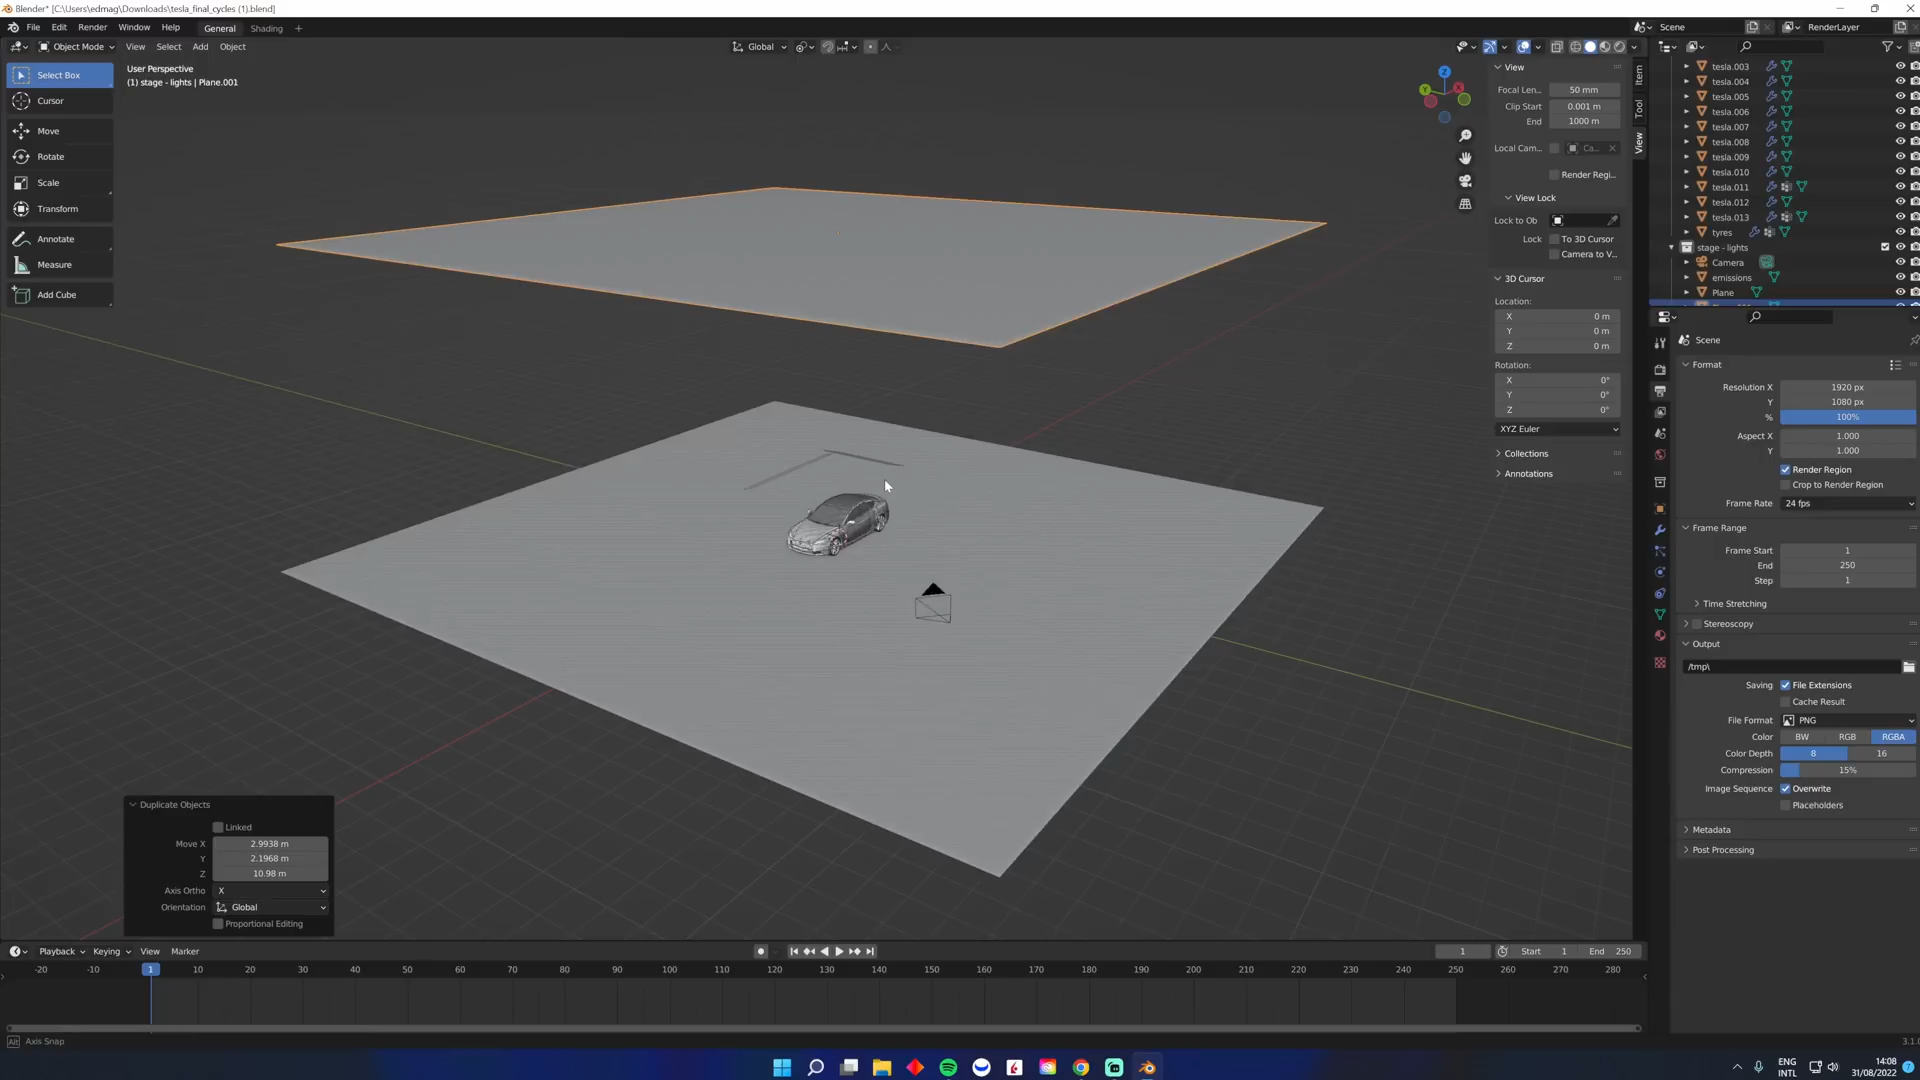 Blender* [C:\Users\edmag\Downloads\tesla_final_cycles (1).blend]
File Edit Render Window Help General Shading + Scene RenderLayer
Object Mode View Select Add Object Global
Select Box
Cursor
Move
Rotate
Scale
Transform
Annotate
Measure
Add Cube
User Perspective
(1) stage - lights | Plane.001
View
Focal Len... 50 mm
Clip Start 0.001 m
End 1000 m
Local Cam... Ca...
Render Regi...
View Lock
Lock to Ob
Lock To 3D Cursor
Camera to V...
3D Cursor
Location:
X 0 m
Y 0 m
Z 0 m
Rotation:
X 0°
Y 0°
Z 0°
XYZ Euler
Collections
Annotations
Item
Tool
View
tesla.003
tesla.004
tesla.005
tesla.006
tesla.007
tesla.008
tesla.009
tesla.010
tesla.011
tesla.012
tesla.013
tyres
stage - lights
Camera
emissions
Plane
Scene
Format
Resolution X 1920 px
Y 1080 px
% 100%
Aspect X 1.000
Y 1.000
Render Region
Crop to Render Region
Frame Rate 24 fps
Frame Range
Frame Start 1
End 250
Step 1
Time Stretching
Stereoscopy
Output
/tmp\
Saving File Extensions
Cache Result
File Format PNG
Color BW RGB RGBA
Color Depth 8 16
Compression 15%
Image Sequence Overwrite
Placeholders
Metadata
Post Processing
Duplicate Objects
Linked
Move X 2.9938 m
Y 2.1968 m
Z 10.98 m
Axis Ortho X
Orientation Global
Proportional Editing
Playback Keying View Marker 1 Start 1 End 250
-20 -10 1 10 20 30 40 50 60 70 80 90 100 110 120 130 140 150 160 170 180 190 200 210 220 230 240 250 260 270 280
Alt Axis Snap 3.1.0
ENG
INTL
14:08
31/08/2022